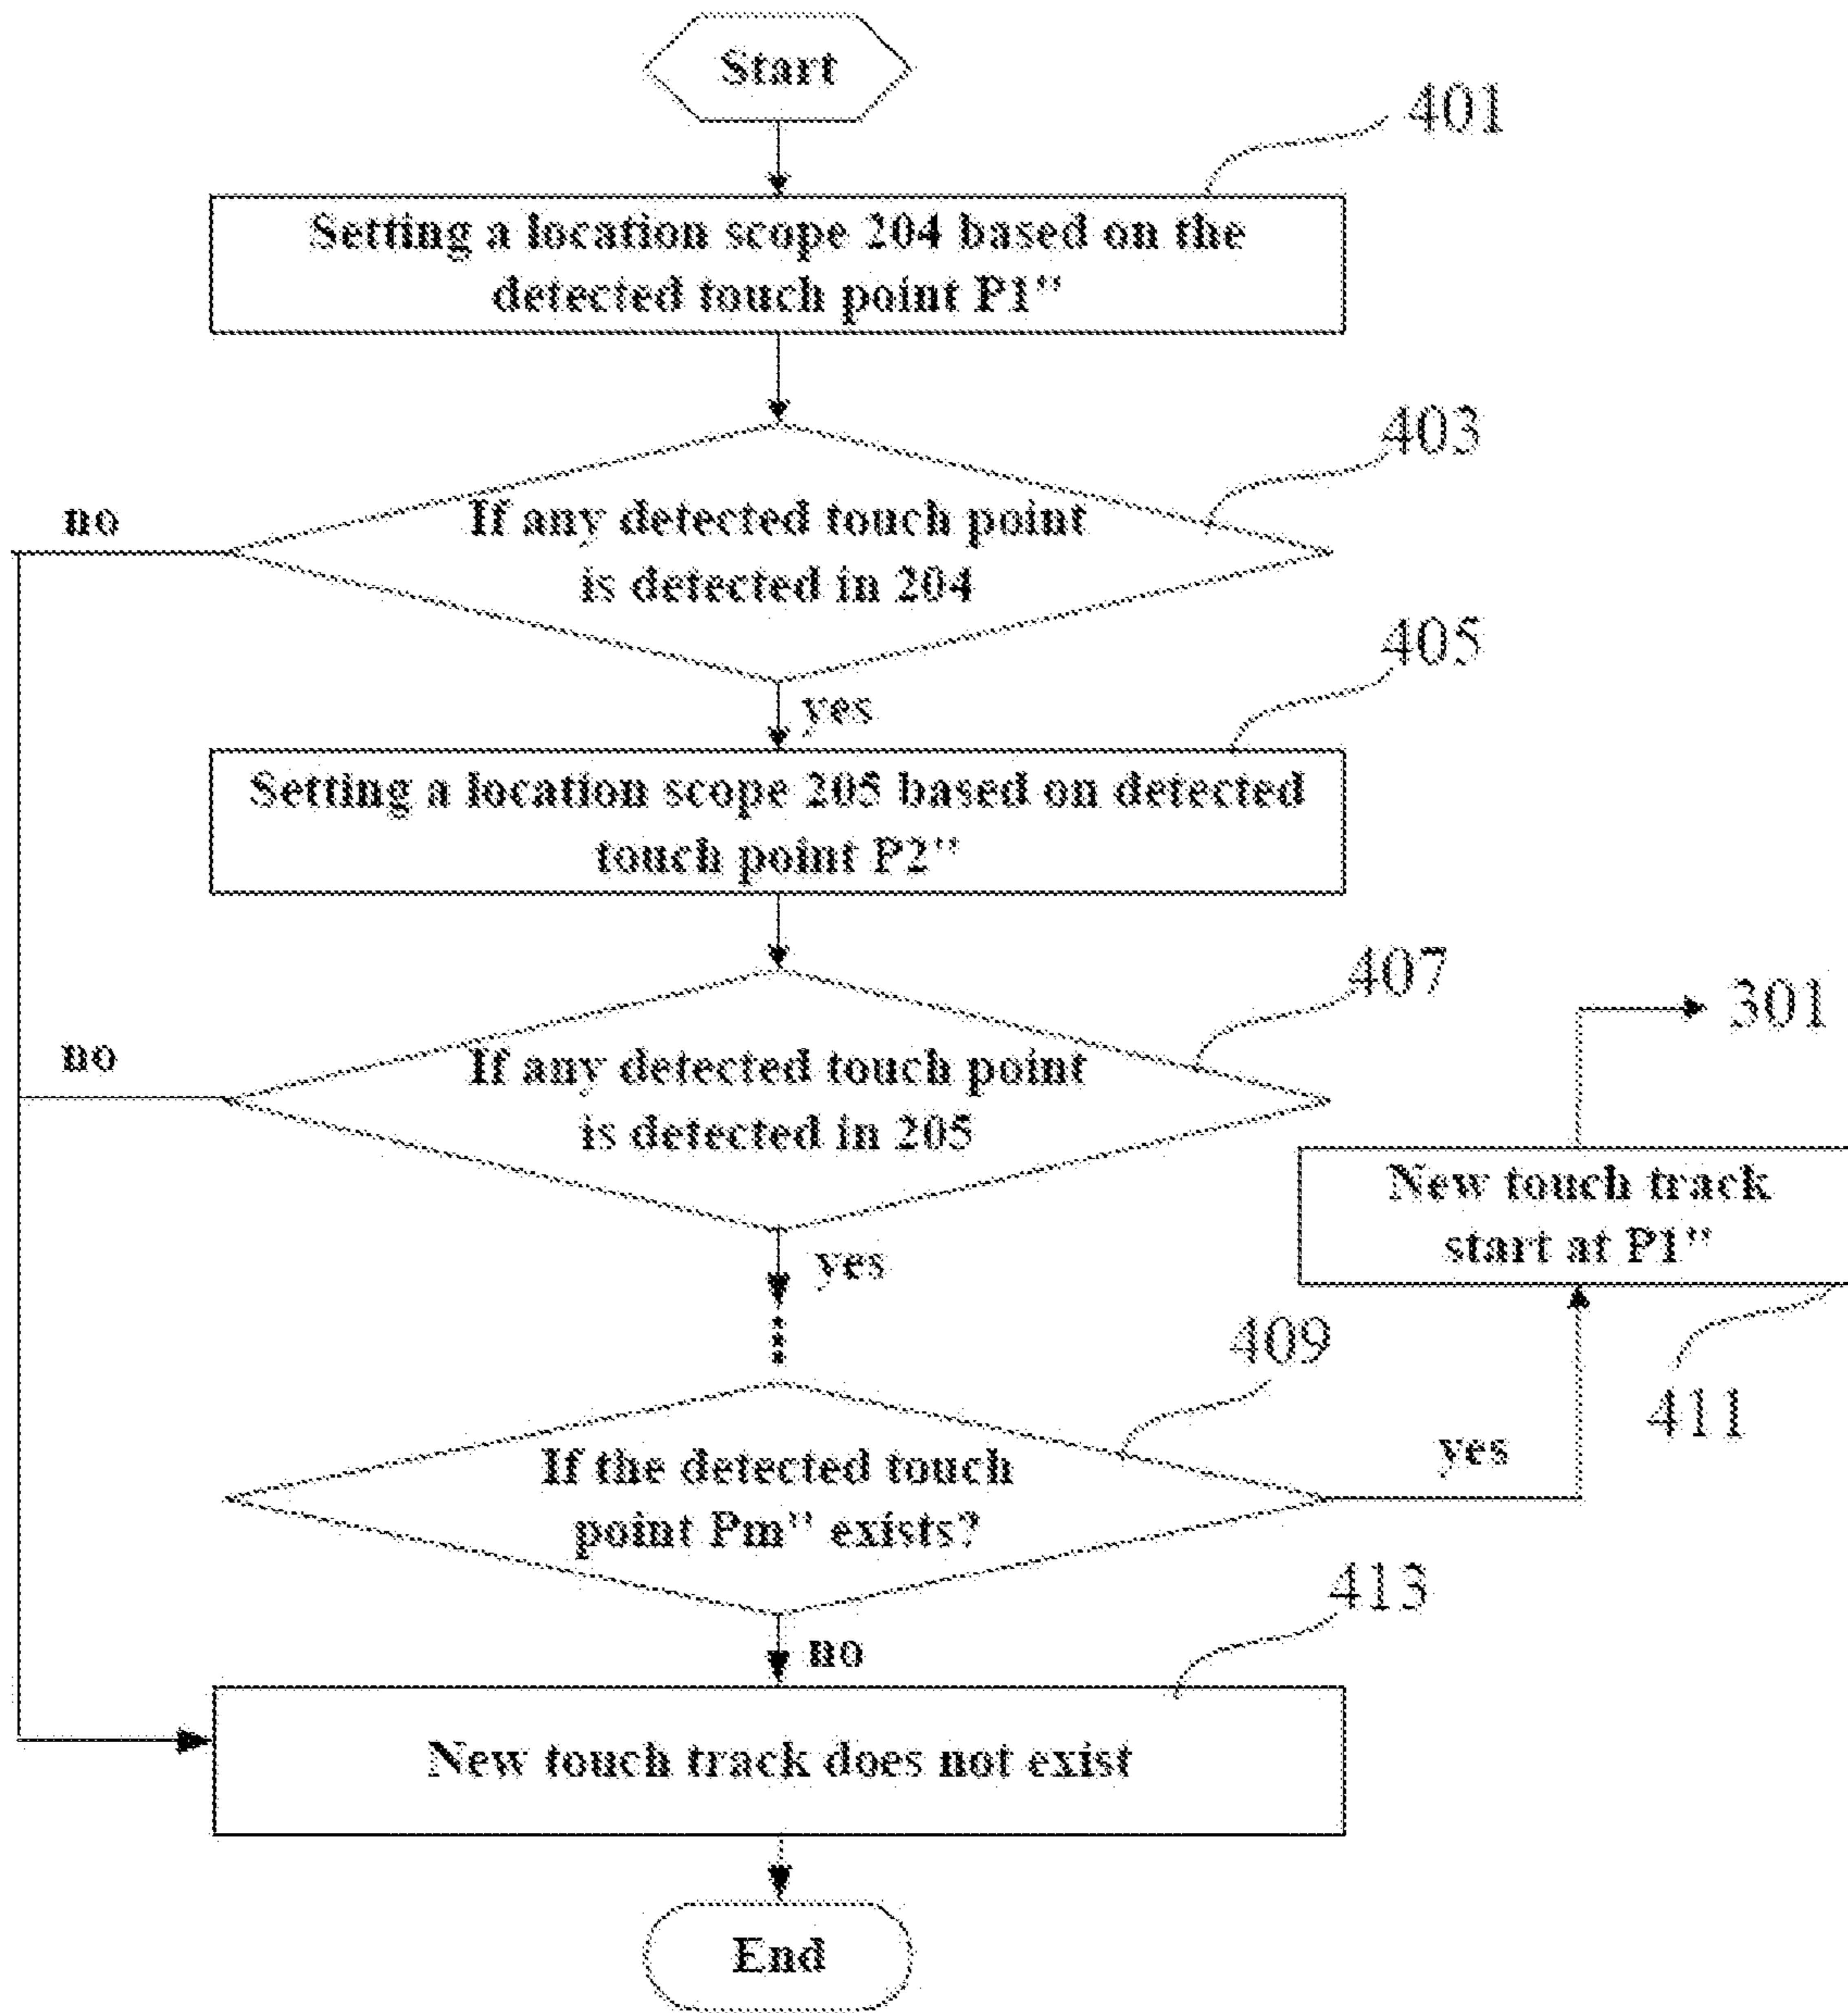 Start
401
Setting a location scope 204 based on the
detected touch point P1"
403
no
If any detected touch point
is detected in 204
405
yes
Setting a location scope 205 based on detected
touch point P2"
407
301
no
If any detected touch point
is detected in 205
New touch track
start at P1"
yes
409
411
yes
If the detected touch
point Pm" exists?
413
no
New touch track does not exist
End